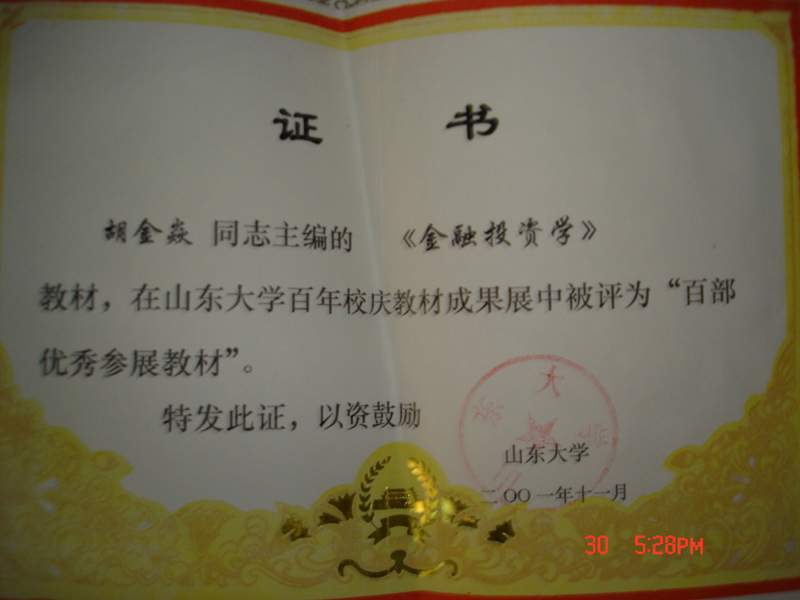 证书
胡金焱 同志主编的 《金融投资学》
教材，在山东大学百年校庆教材成果展中被评为“百部
优秀参展教材”。
特发此证，以资鼓励
山东大学
二〇〇一年十一月
30 5:28PM